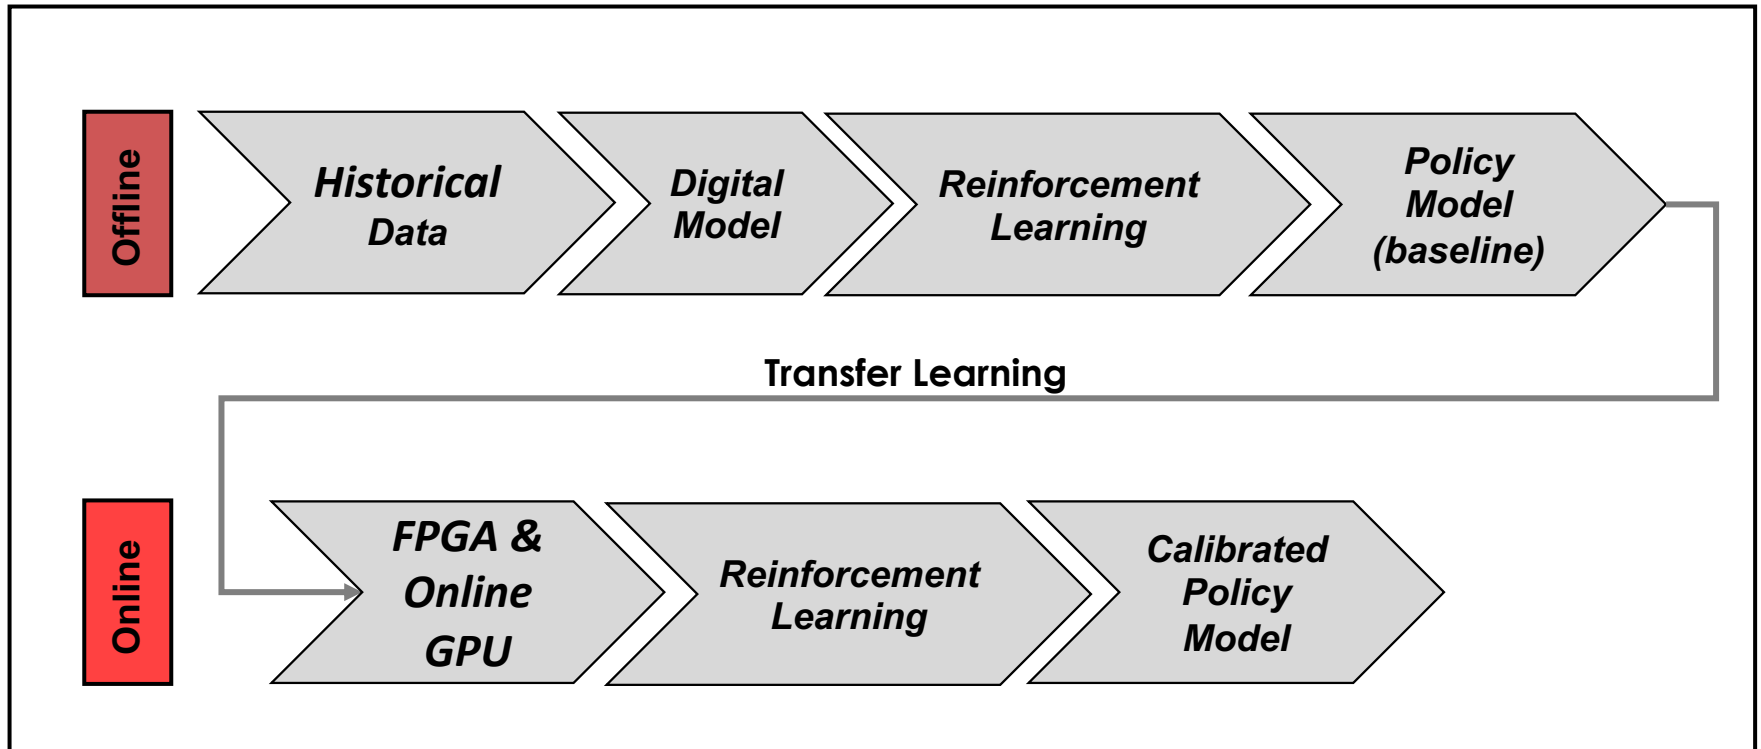 Offline
Historical
Data
Digital
Model
Reinforcement
Learning
Policy
Model
(baseline)
Transfer Learning
Online
FPGA &
Online
GPU
Reinforcement
Learning
Calibrated
Policy
Model